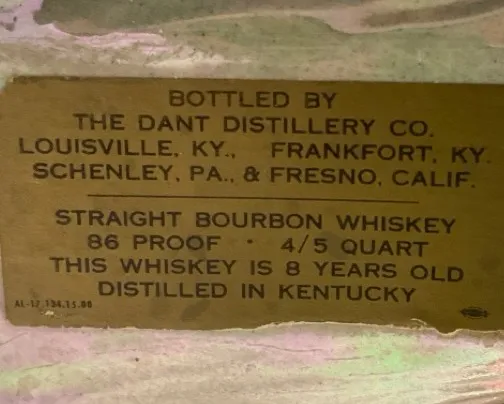 BOTTLED BY
THE DANT DISTILLERY CO.
LOUISVILLE, KY., FRANKFORT, KY.
SCHENLEY, PA., & FRESNO, CALIF.
STRAIGHT BOURBON WHISKEY
86 PROOF · 4/5 QUART
THIS WHISKEY IS 8 YEARS OLD
DISTILLED IN KENTUCKY